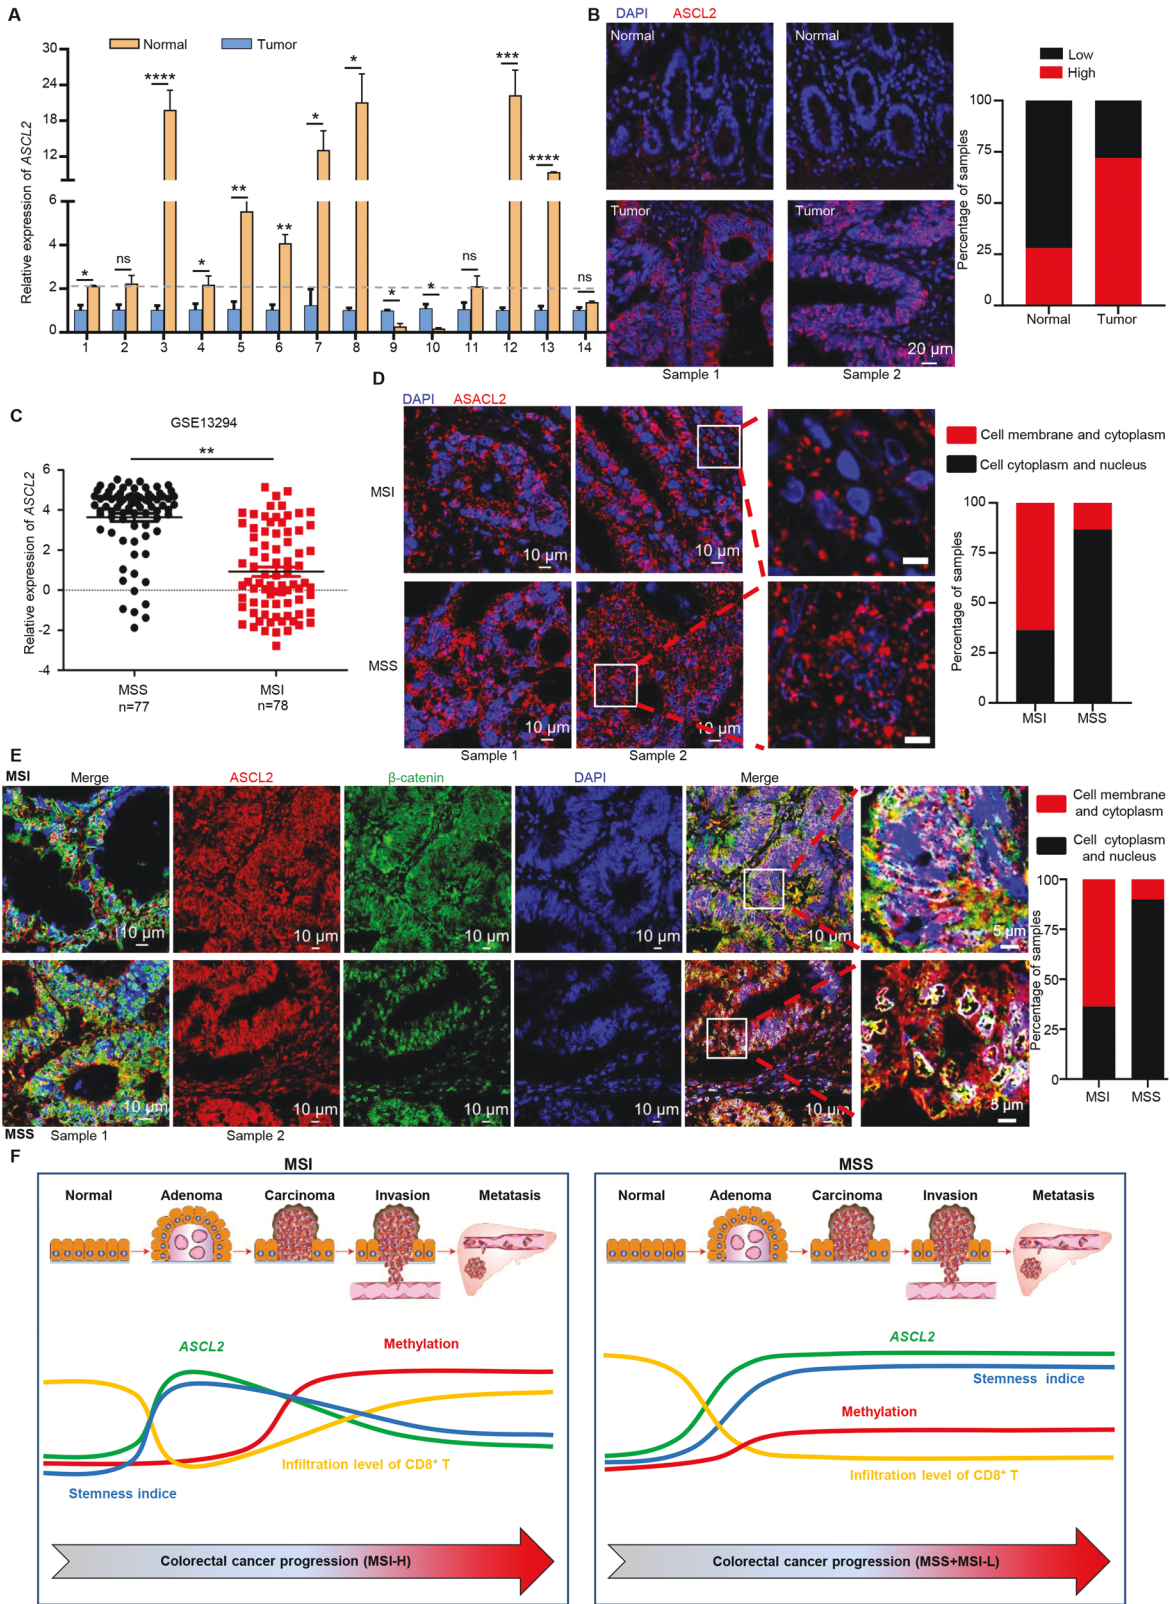 A
Normal
Tumor
Relative expression of ASCL2
30
24
18
12
6
4
2
0
*
ns
****
*
**
**
*
*
*
*
ns
***
****
ns
1 2 3 4 5 6 7 8 9 10 11 12 13 14
B
DAPI ASCL2
Normal
Normal
Tumor
Tumor
20 µm
Sample 1
Sample 2
Low
High
Percentage of samples
100
75
50
25
0
Normal
Tumor
C
GSE13294
**
Relative expression of ASCL2
6
4
2
0
-2
-4
MSS
n=77
MSI
n=78
D
DAPI ASACL2
MSI
10 µm
10 µm
MSS
10 µm
10 µm
Sample 1
Sample 2
Cell membrane and cytoplasm
Cell cytoplasm and nucleus
Percentage of samples
100
75
50
25
0
MSI
MSS
E
MSI
Merge
ASCL2
β-catenin
DAPI
Merge
10 µm
10 µm
10 µm
10 µm
10 µm
5 µm
10 µm
10 µm
10 µm
10 µm
10 µm
5 µm
MSS
Sample 1
Sample 2
Cell membrane
and cytoplasm
Cell cytoplasm
and nucleus
Percentage of samples
100
75
50
25
0
MSI
MSS
F
MSI
Normal
Adenoma
Carcinoma
Invasion
Metatasis
ASCL2
Methylation
Infiltration level of CD8⁺ T
Stemness indice
Colorectal cancer progression (MSI-H)
MSS
Normal
Adenoma
Carcinoma
Invasion
Metatasis
ASCL2
Stemness indice
Methylation
Infiltration level of CD8⁺ T
Colorectal cancer progression (MSS+MSI-L)